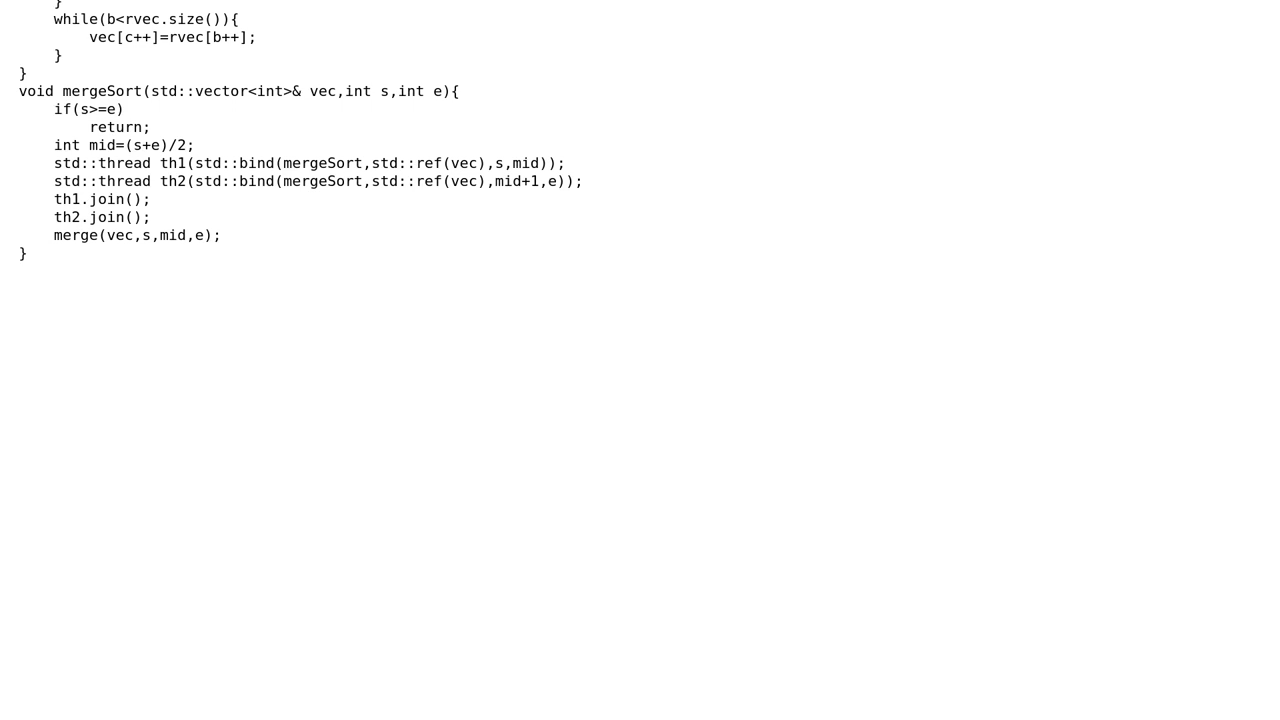 }
    while(b<rvec.size()){
        vec[c++]=rvec[b++];
    }
}
void mergeSort(std::vector<int>& vec,int s,int e){
    if(s>=e)
        return;
    int mid=(s+e)/2;
    std::thread th1(std::bind(mergeSort,std::ref(vec),s,mid));
    std::thread th2(std::bind(mergeSort,std::ref(vec),mid+1,e));
    th1.join();
    th2.join();
    merge(vec,s,mid,e);
}